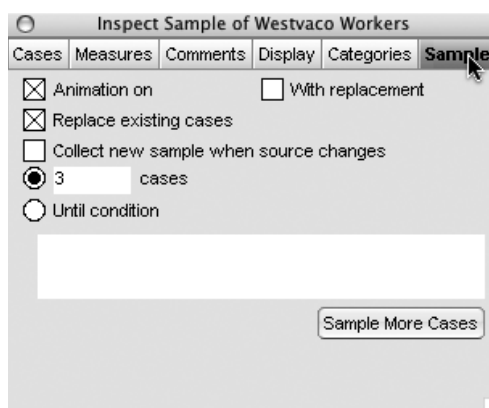 Inspect Sample of Westvaco Workers
Cases Measures Comments Display Categories Sample
Animation on With replacement
Replace existing cases
Collect new sample when source changes
3 cases
Until condition
Sample More Cases